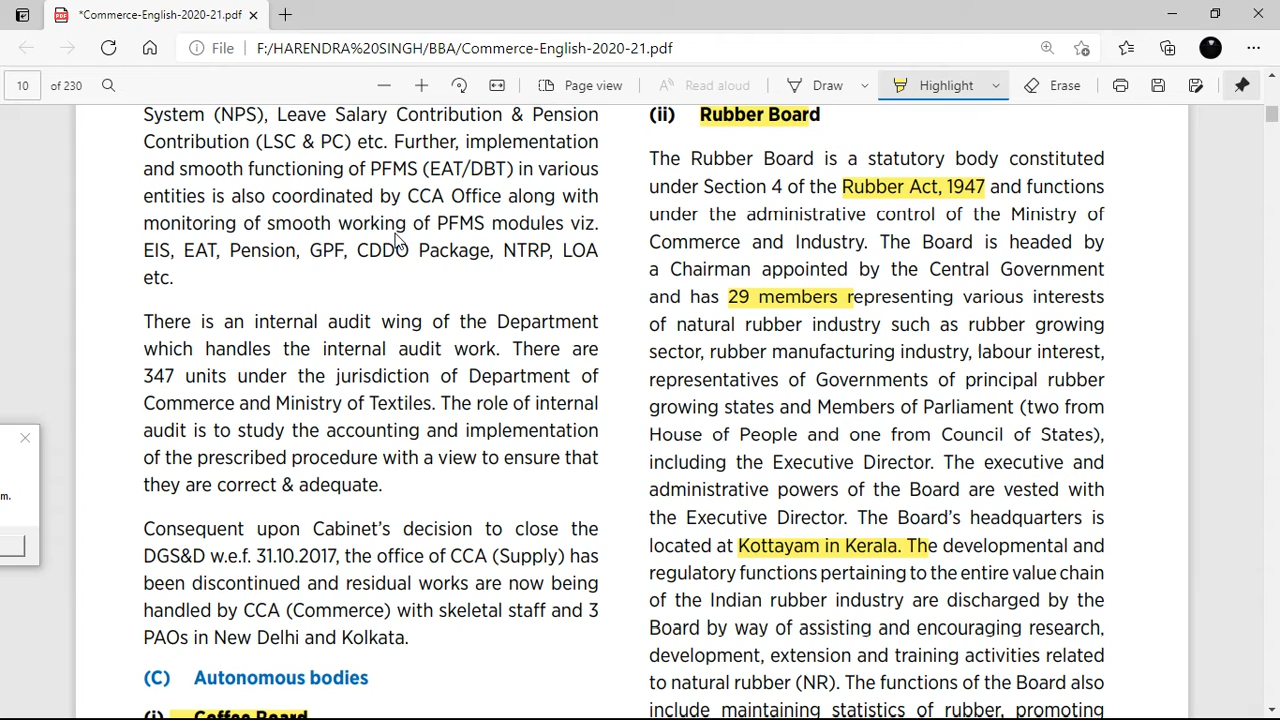 *Commerce-English-2020-21.pdf
File F:/HARENDRA%20SINGH/BBA/Commerce-English-2020-21.pdf
10 of 230 Page view Read aloud Draw Highlight Erase
System (NPS), Leave Salary Contribution & Pension
Contribution (LSC & PC) etc. Further, implementation
and smooth functioning of PFMS (EAT/DBT) in various
entities is also coordinated by CCA Office along with
monitoring of smooth working of PFMS modules viz.
EIS, EAT, Pension, GPF, CDDO Package, NTRP, LOA
etc.
There is an internal audit wing of the Department
which handles the internal audit work. There are
347 units under the jurisdiction of Department of
Commerce and Ministry of Textiles. The role of internal
audit is to study the accounting and implementation
of the prescribed procedure with a view to ensure that
they are correct & adequate.
Consequent upon Cabinet's decision to close the
DGS&D w.e.f. 31.10.2017, the office of CCA (Supply) has
been discontinued and residual works are now being
handled by CCA (Commerce) with skeletal staff and 3
PAOs in New Delhi and Kolkata.
(C) Autonomous bodies
(i) Coffee Board
(ii) Rubber Board
The Rubber Board is a statutory body constituted
under Section 4 of the Rubber Act, 1947 and functions
under the administrative control of the Ministry of
Commerce and Industry. The Board is headed by
a Chairman appointed by the Central Government
and has 29 members representing various interests
of natural rubber industry such as rubber growing
sector, rubber manufacturing industry, labour interest,
representatives of Governments of principal rubber
growing states and Members of Parliament (two from
House of People and one from Council of States),
including the Executive Director. The executive and
administrative powers of the Board are vested with
the Executive Director. The Board's headquarters is
located at Kottayam in Kerala. The developmental and
regulatory functions pertaining to the entire value chain
of the Indian rubber industry are discharged by the
Board by way of assisting and encouraging research,
development, extension and training activities related
to natural rubber (NR). The functions of the Board also
include maintaining statistics of rubber, promoting
m.